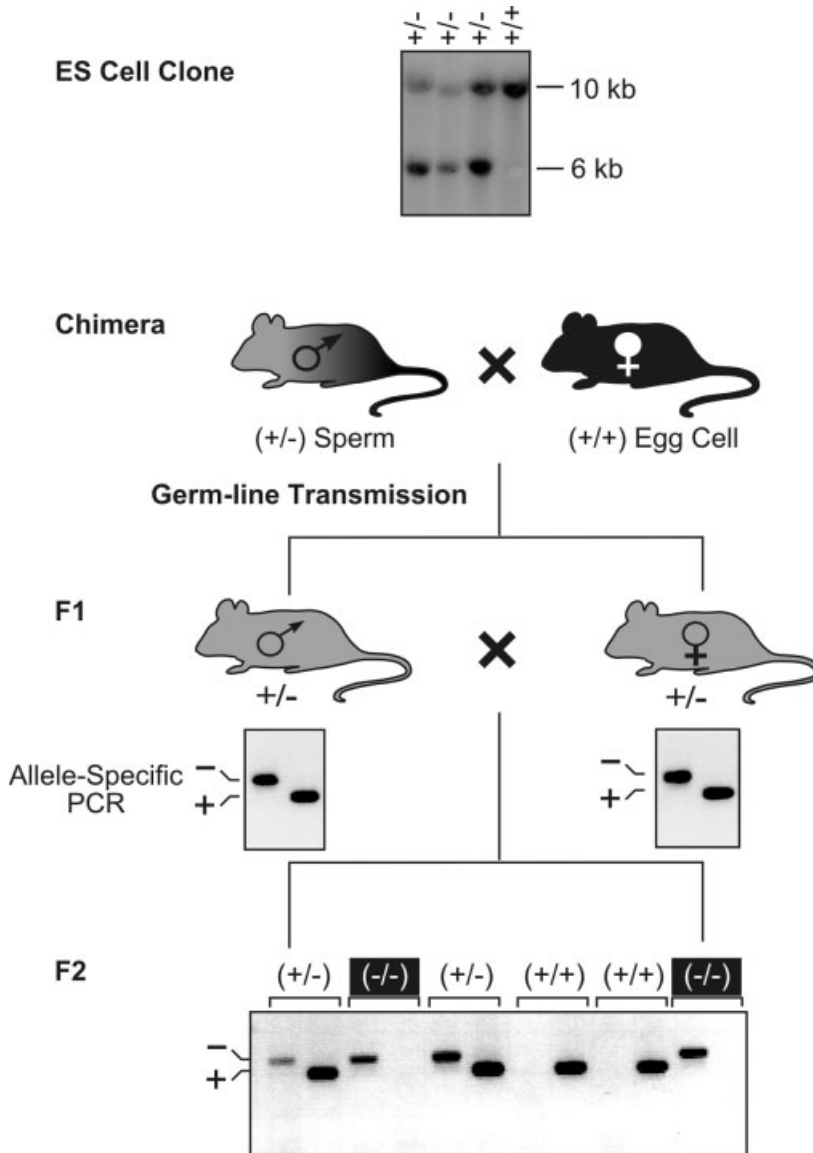 +/- +/- +/- +/+
ES Cell Clone
10 kb
6 kb
Chimera
(+/-) Sperm
(+/+) Egg Cell
Germ-line Transmission
F1
+/-
+/-
Allele-Specific
PCR
−
+
−
+
F2
(+/-) (-/-) (+/-) (+/+) (+/+) (-/-)
−
+